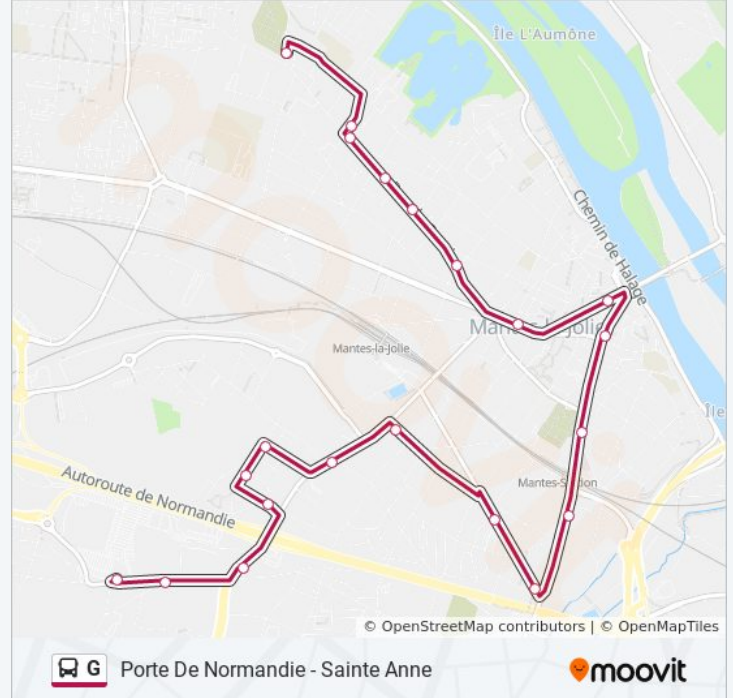 Île L'Aumône
Chemin de Halage
Mantes-la-Jolie
Mantes-la-Jolie
Île
Mantes-Station
Autoroute de Normandie
© OpenStreetMap contributors | © OpenMapTiles
G Porte De Normandie - Sainte Anne
moovit